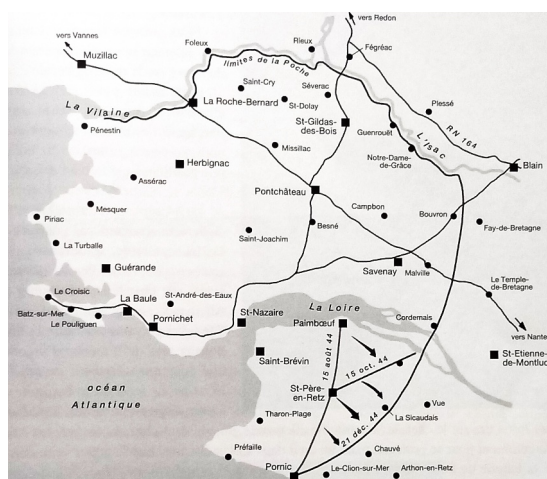 vers Redon
vers Vannes
Muzillac
Foleux
Rieux
Fégréac
limites de la Poche
Saint-Cry
Séverac
La Vilaine
La Roche-Bernard
St-Dolay
Plessé
Pénestin
St-Gildas-
des-Bois
Guenrouët
RN 164
L'Isac
Missillac
Notre-Dame-
de-Grâce
Herbignac
Blain
Assérac
Pontchâteau
Mesquer
Campbon
Bouvron
Piriac
Besné
Fay-de-Bretagne
La Turballe
Saint-Joachim
Guérande
Savenay
Malville
Le Croisic
Le Temple-
de-Bretagne
La Baule
St-André-des-Eaux
Batz-sur-Mer
Le Pouliguen
Pornichet
St-Nazaire
La Loire
Paimbœuf
Cordemais
vers Nante
Saint-Brévin
15 août 44
15 oct. 44
St-Etienne-
de-Montluc
océan
Atlantique
St-Père-
en-Retz
Tharon-Plage
21 déc. 44
La Sicaudais
Vue
Préfaille
Chauvé
Pornic
Le-Clion-sur-Mer
Arthon-en-Retz